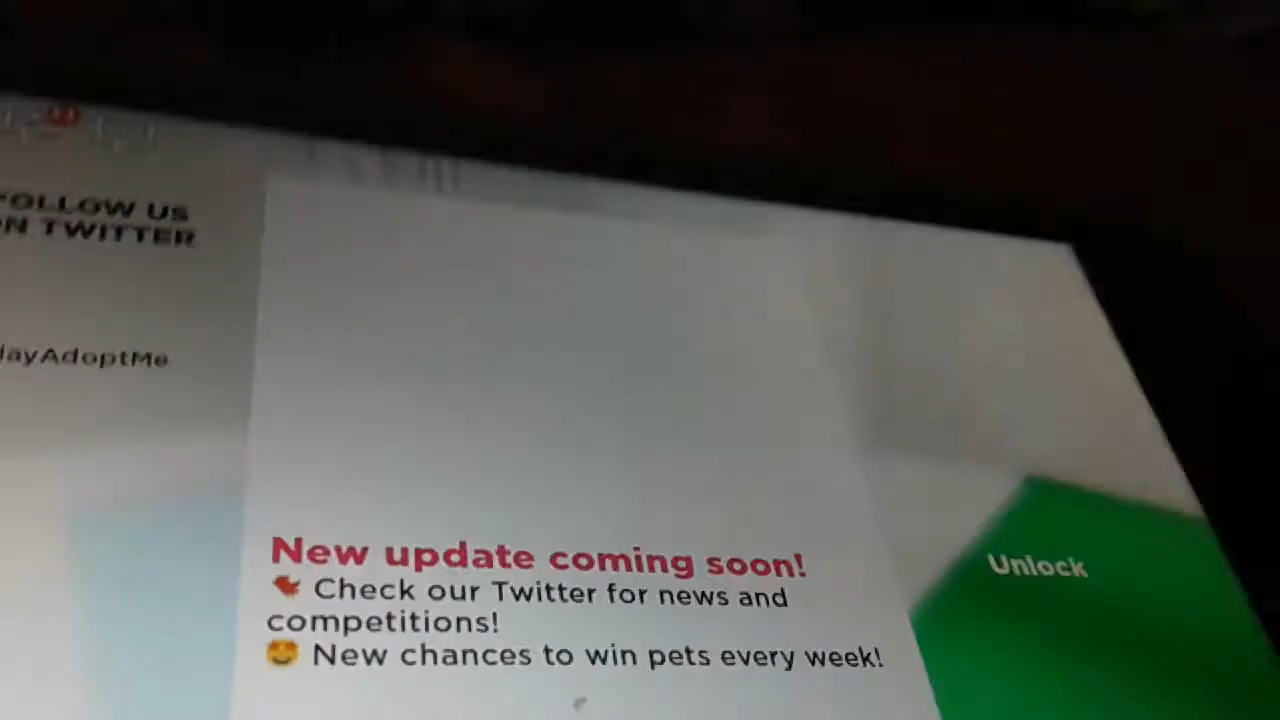 FOLLOW US
ON TWITTER
layAdoptMe
New update coming soon!
Check our Twitter for news and
competitions!
🤩 New chances to win pets every week!
Unlock